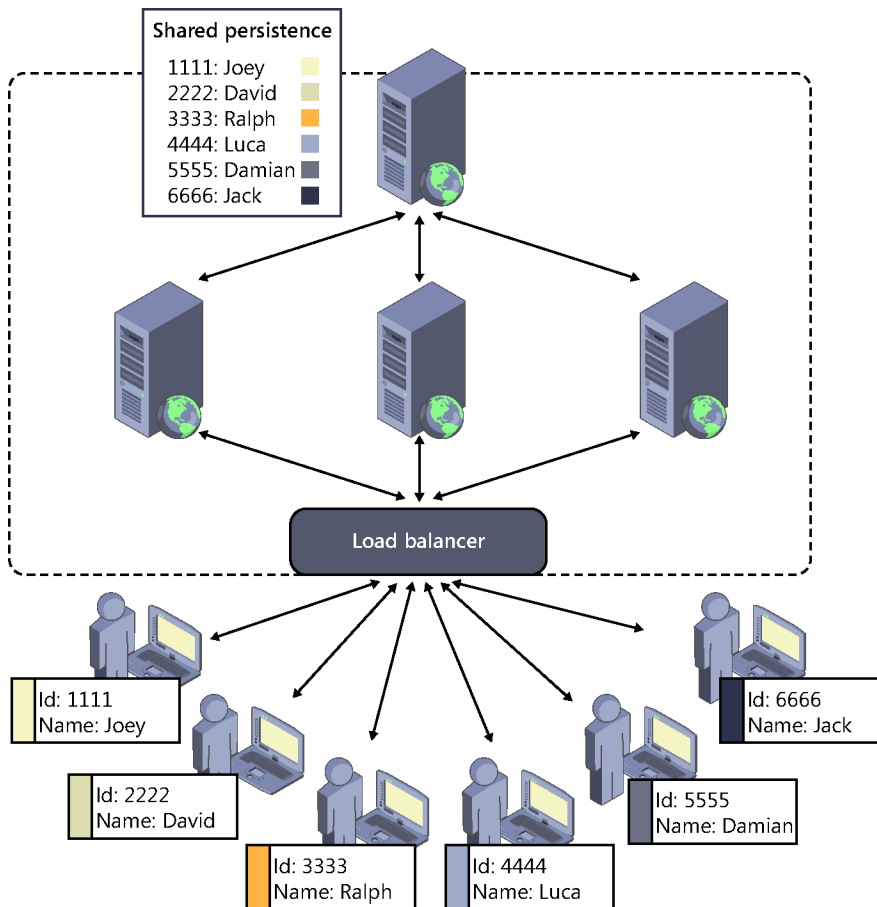 Shared persistence
1111: Joey
2222: David
3333: Ralph
4444: Luca
5555: Damian
6666: Jack
Load balancer
Id: 1111
Name: Joey
Id: 2222
Name: David
Id: 3333
Name: Ralph
Id: 4444
Name: Luca
Id: 5555
Name: Damian
Id: 6666
Name: Jack